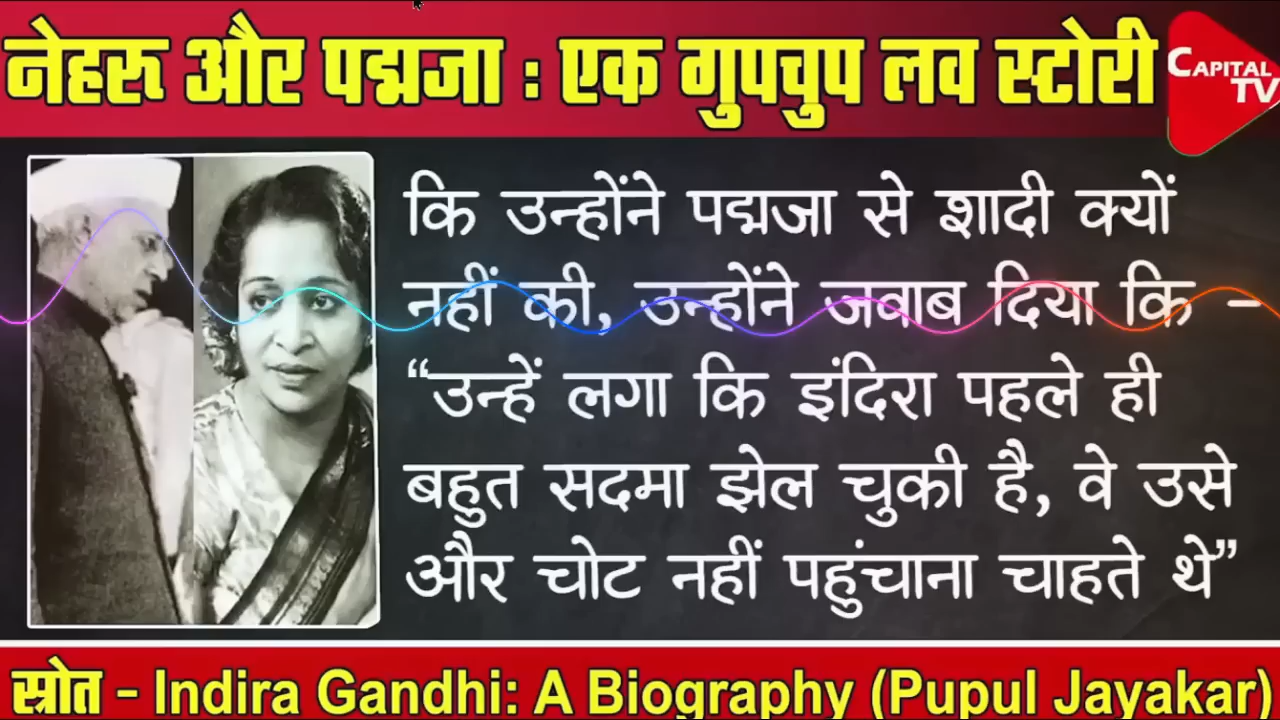 नेहरू और पद्मजा : एक गुपचुप लव स्टोरी
CAPITAL
TV
कि उन्होंने पद्मजा से शादी क्यों
नहीं की, उन्होंने जवाब दिया कि –
“उन्हें लगा कि इंदिरा पहले ही
बहुत सदमा झेल चुकी है, वे उसे
और चोट नहीं पहुंचाना चाहते थे”
स्रोत – Indira Gandhi: A Biography (Pupul Jayakar)